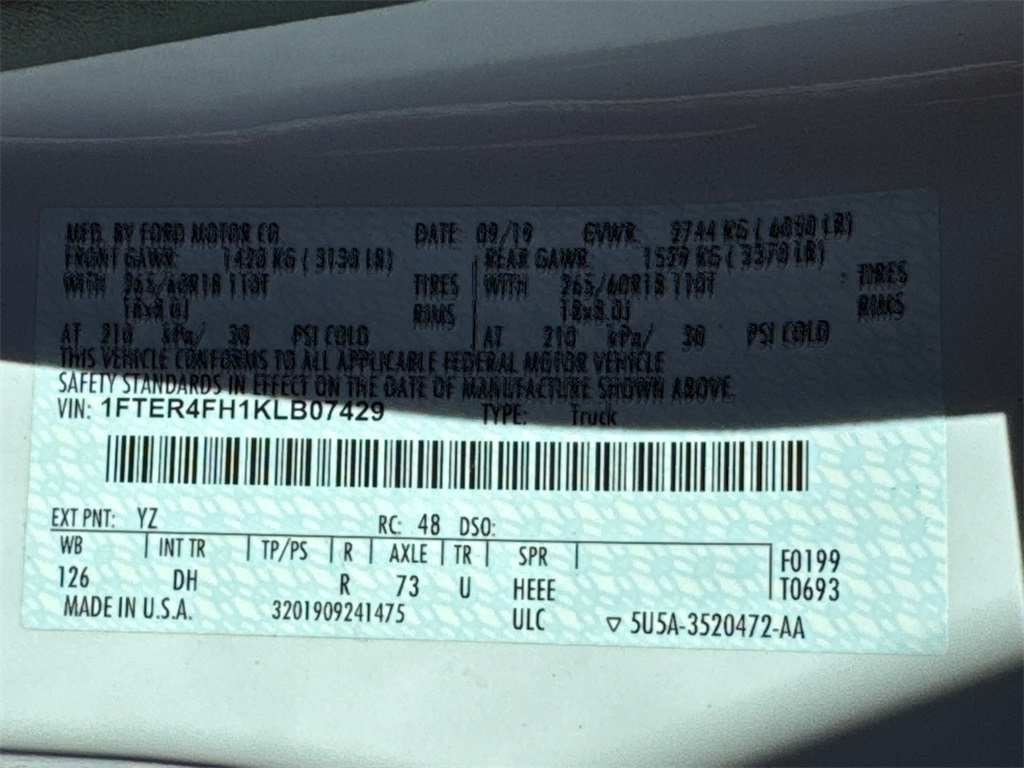 MFD. BY FORD MOTOR CO. DATE: 09/19 GVWR: 2744 KG ( 6050 LB)
FRONT GAWR: 1420 KG ( 3130 LB) REAR GAWR: 1529 KG ( 3370 LB)
WITH 265/60R18 110T TIRES WITH 265/60R18 110T TIRES
18x8.0J RIMS 18x8.0J RIMS
AT 210 kPa/ 30 PSI COLD AT 210 kPa/ 30 PSI COLD
THIS VEHICLE CONFORMS TO ALL APPLICABLE FEDERAL MOTOR VEHICLE
SAFETY STANDARDS IN EFFECT ON THE DATE OF MANUFACTURE SHOWN ABOVE.
VIN: 1FTER4FH1KLB07429 TYPE: Truck
EXT PNT: YZ RC: 48 DSO:
WB INT TR TP/PS R AXLE TR SPR F0199
126 DH R 73 U HEEE T0693
MADE IN U.S.A. 3201909241475 ULC ▽ 5U5A-3520472-AA